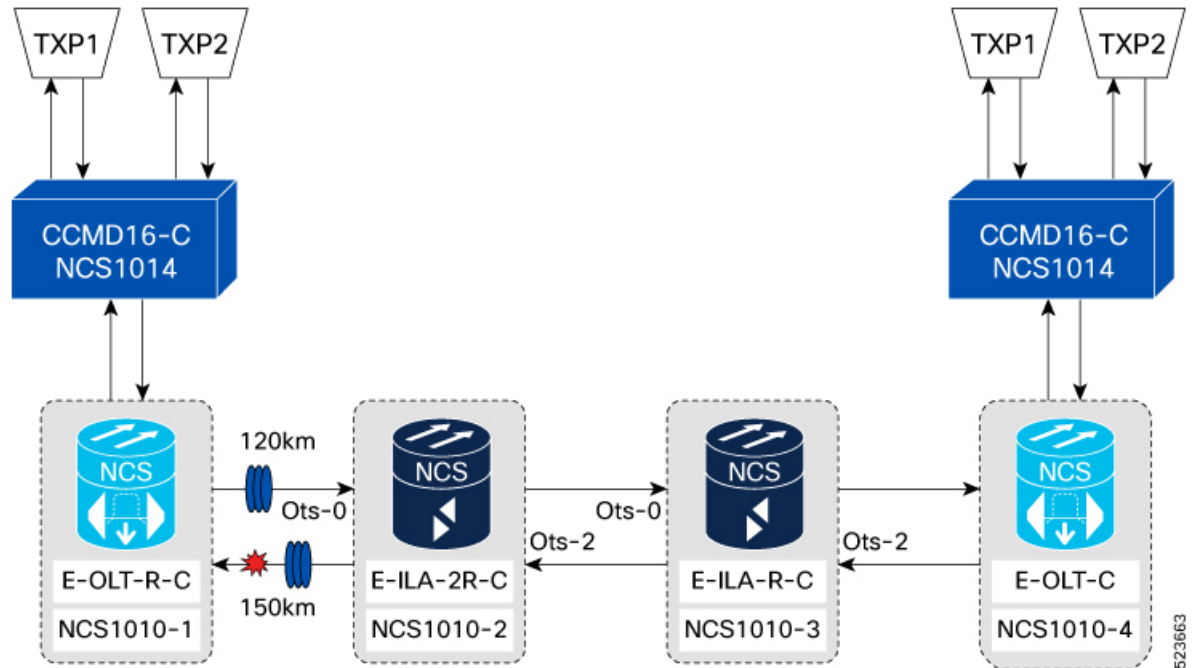 TXP1
TXP2
TXP1
TXP2
CCMD16-C
NCS1014
CCMD16-C
NCS1014
120km
NCS
NCS
NCS
NCS
Ots-0
Ots-0
Ots-2
Ots-2
150km
E-OLT-R-C
E-ILA-2R-C
E-ILA-R-C
E-OLT-C
NCS1010-1
NCS1010-2
NCS1010-3
NCS1010-4
523663